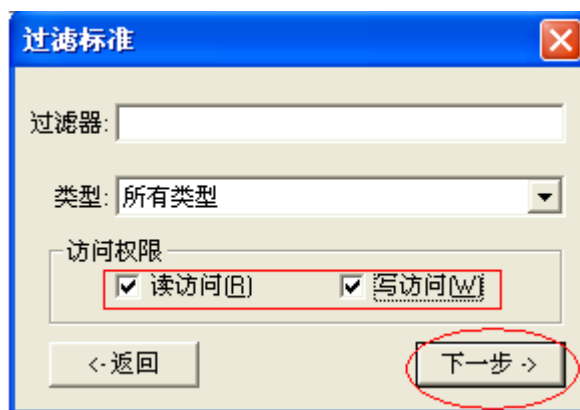 过滤标准
过滤器:
类型: 所有类型
访问权限
读访问(R) 写访问(W)
<-返回 下一步 ->